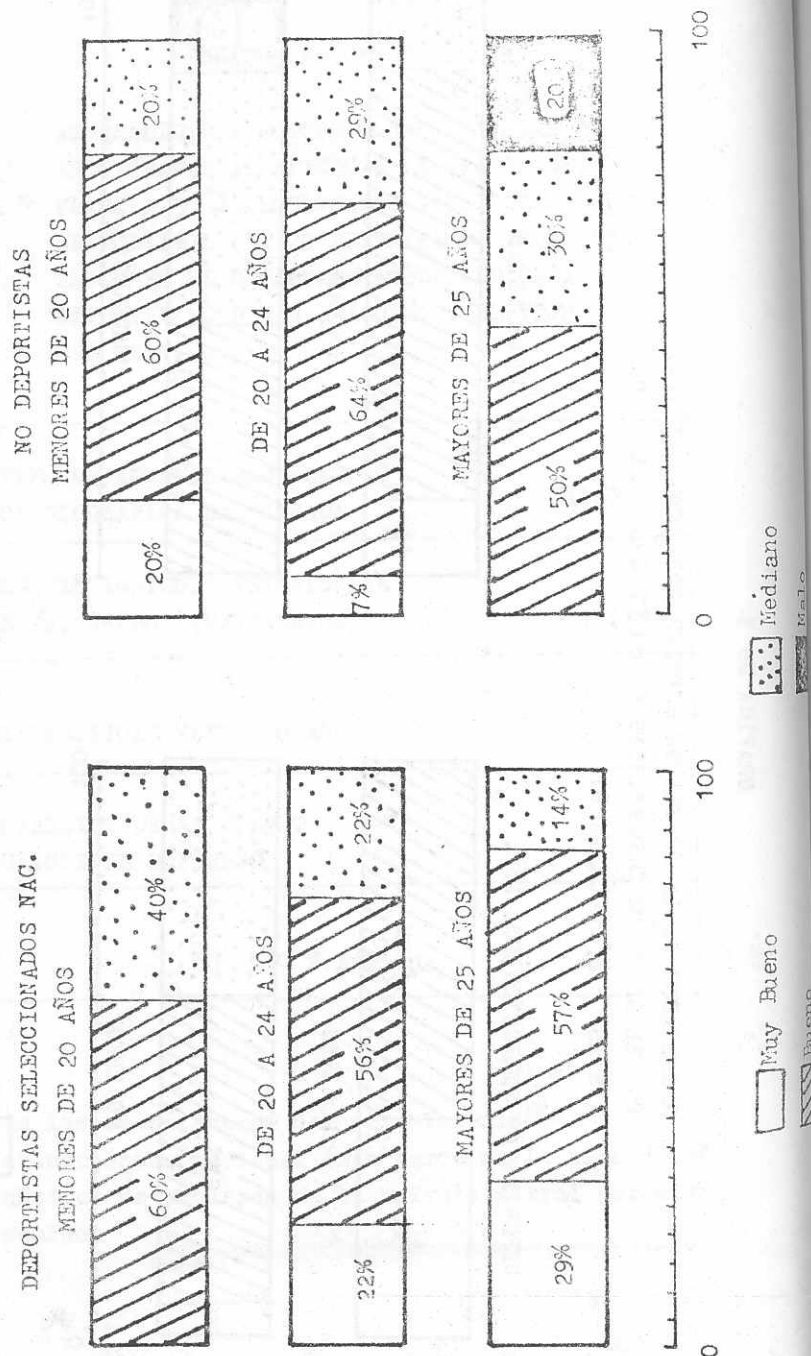 DEPORTISTAS SELECCIONADOS NAC.
MENORES DE 20 AÑOS
60%
40%
DE 20 A 24 AÑOS
22%
56%
22%
MAYORES DE 25 AÑOS
29%
57%
14%
0
100
NO DEPORTISTAS
MENORES DE 20 AÑOS
20%
60%
20%
DE 20 A 24 AÑOS
7%
64%
29%
MAYORES DE 25 AÑOS
50%
30%
20
0
100
Muy Bueno
Mediano